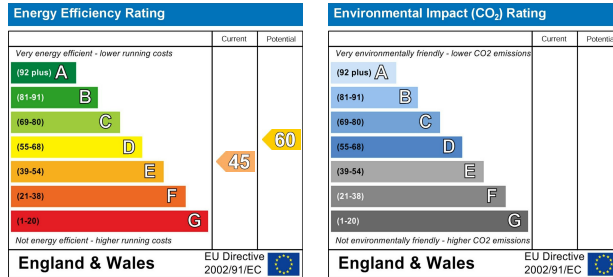 Energy Efficiency Rating
Current Potential
Very energy efficient - lower running costs
(92 plus) A
(81-91) B
(69-80) C
(55-68) D
(39-54) E
(21-38) F
(1-20) G
45
60
Not energy efficient - higher running costs
England & Wales
EU Directive
2002/91/EC
Environmental Impact (CO₂) Rating
Current Potential
Very environmentally friendly - lower CO2 emissions
(92 plus) A
(81-91) B
(69-80) C
(55-68) D
(39-54) E
(21-38) F
(1-20) G
Not environmentally friendly - higher CO2 emissions
England & Wales
EU Directive
2002/91/EC